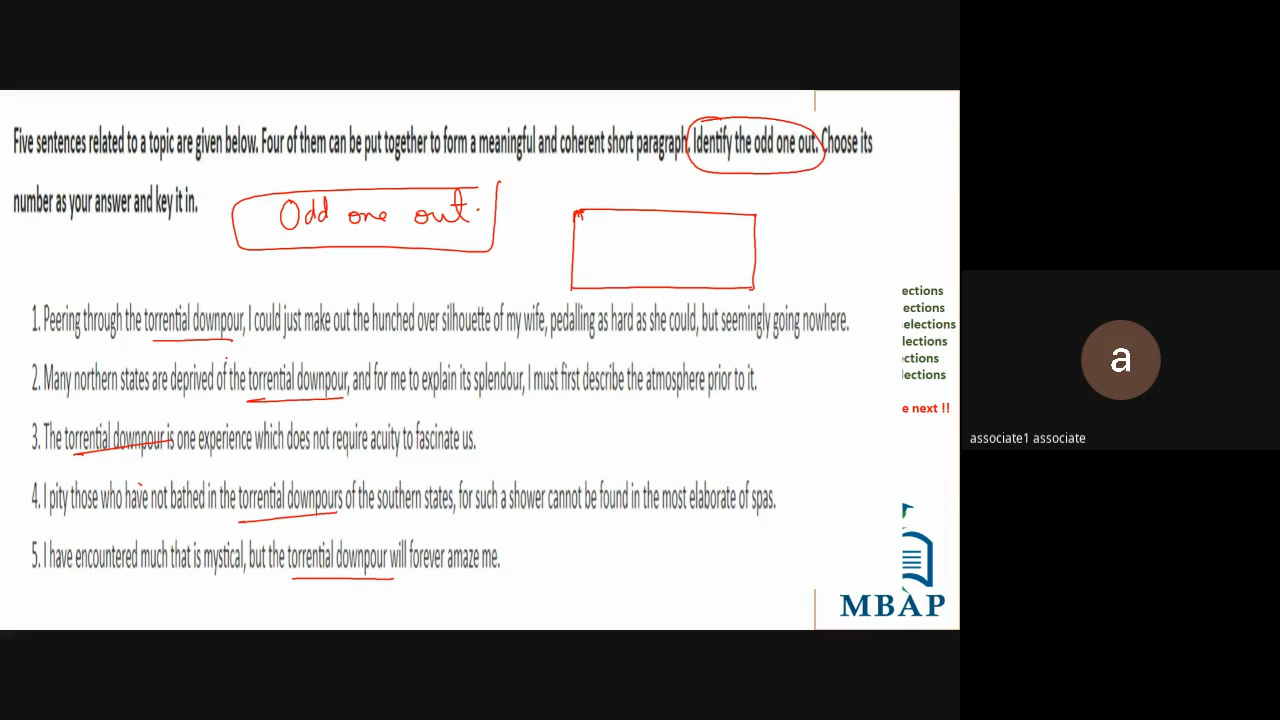 Five sentences related to a topic are given below. Four of them can be put together to form a meaningful and coherent short paragraph. Identify the odd one out. Choose its
number as your answer and key it in.
Odd one out.
1. Peering through the torrential downpour, I could just make out the hunched over silhouette of my wife, pedalling as hard as she could, but seemingly going nowhere.
2. Many northern states are deprived of the torrential downpour, and for me to explain its splendour, I must first describe the atmosphere prior to it.
3. The torrential downpour is one experience which does not require acuity to fascinate us.
4. I pity those who have not bathed in the torrential downpours of the southern states, for such a shower cannot be found in the most elaborate of spas.
5. I have encountered much that is mystical, but the torrential downpour will forever amaze me.
ections
ections
selections
lections
ections
lections
e next !!
MBAP
a
associate1 associate